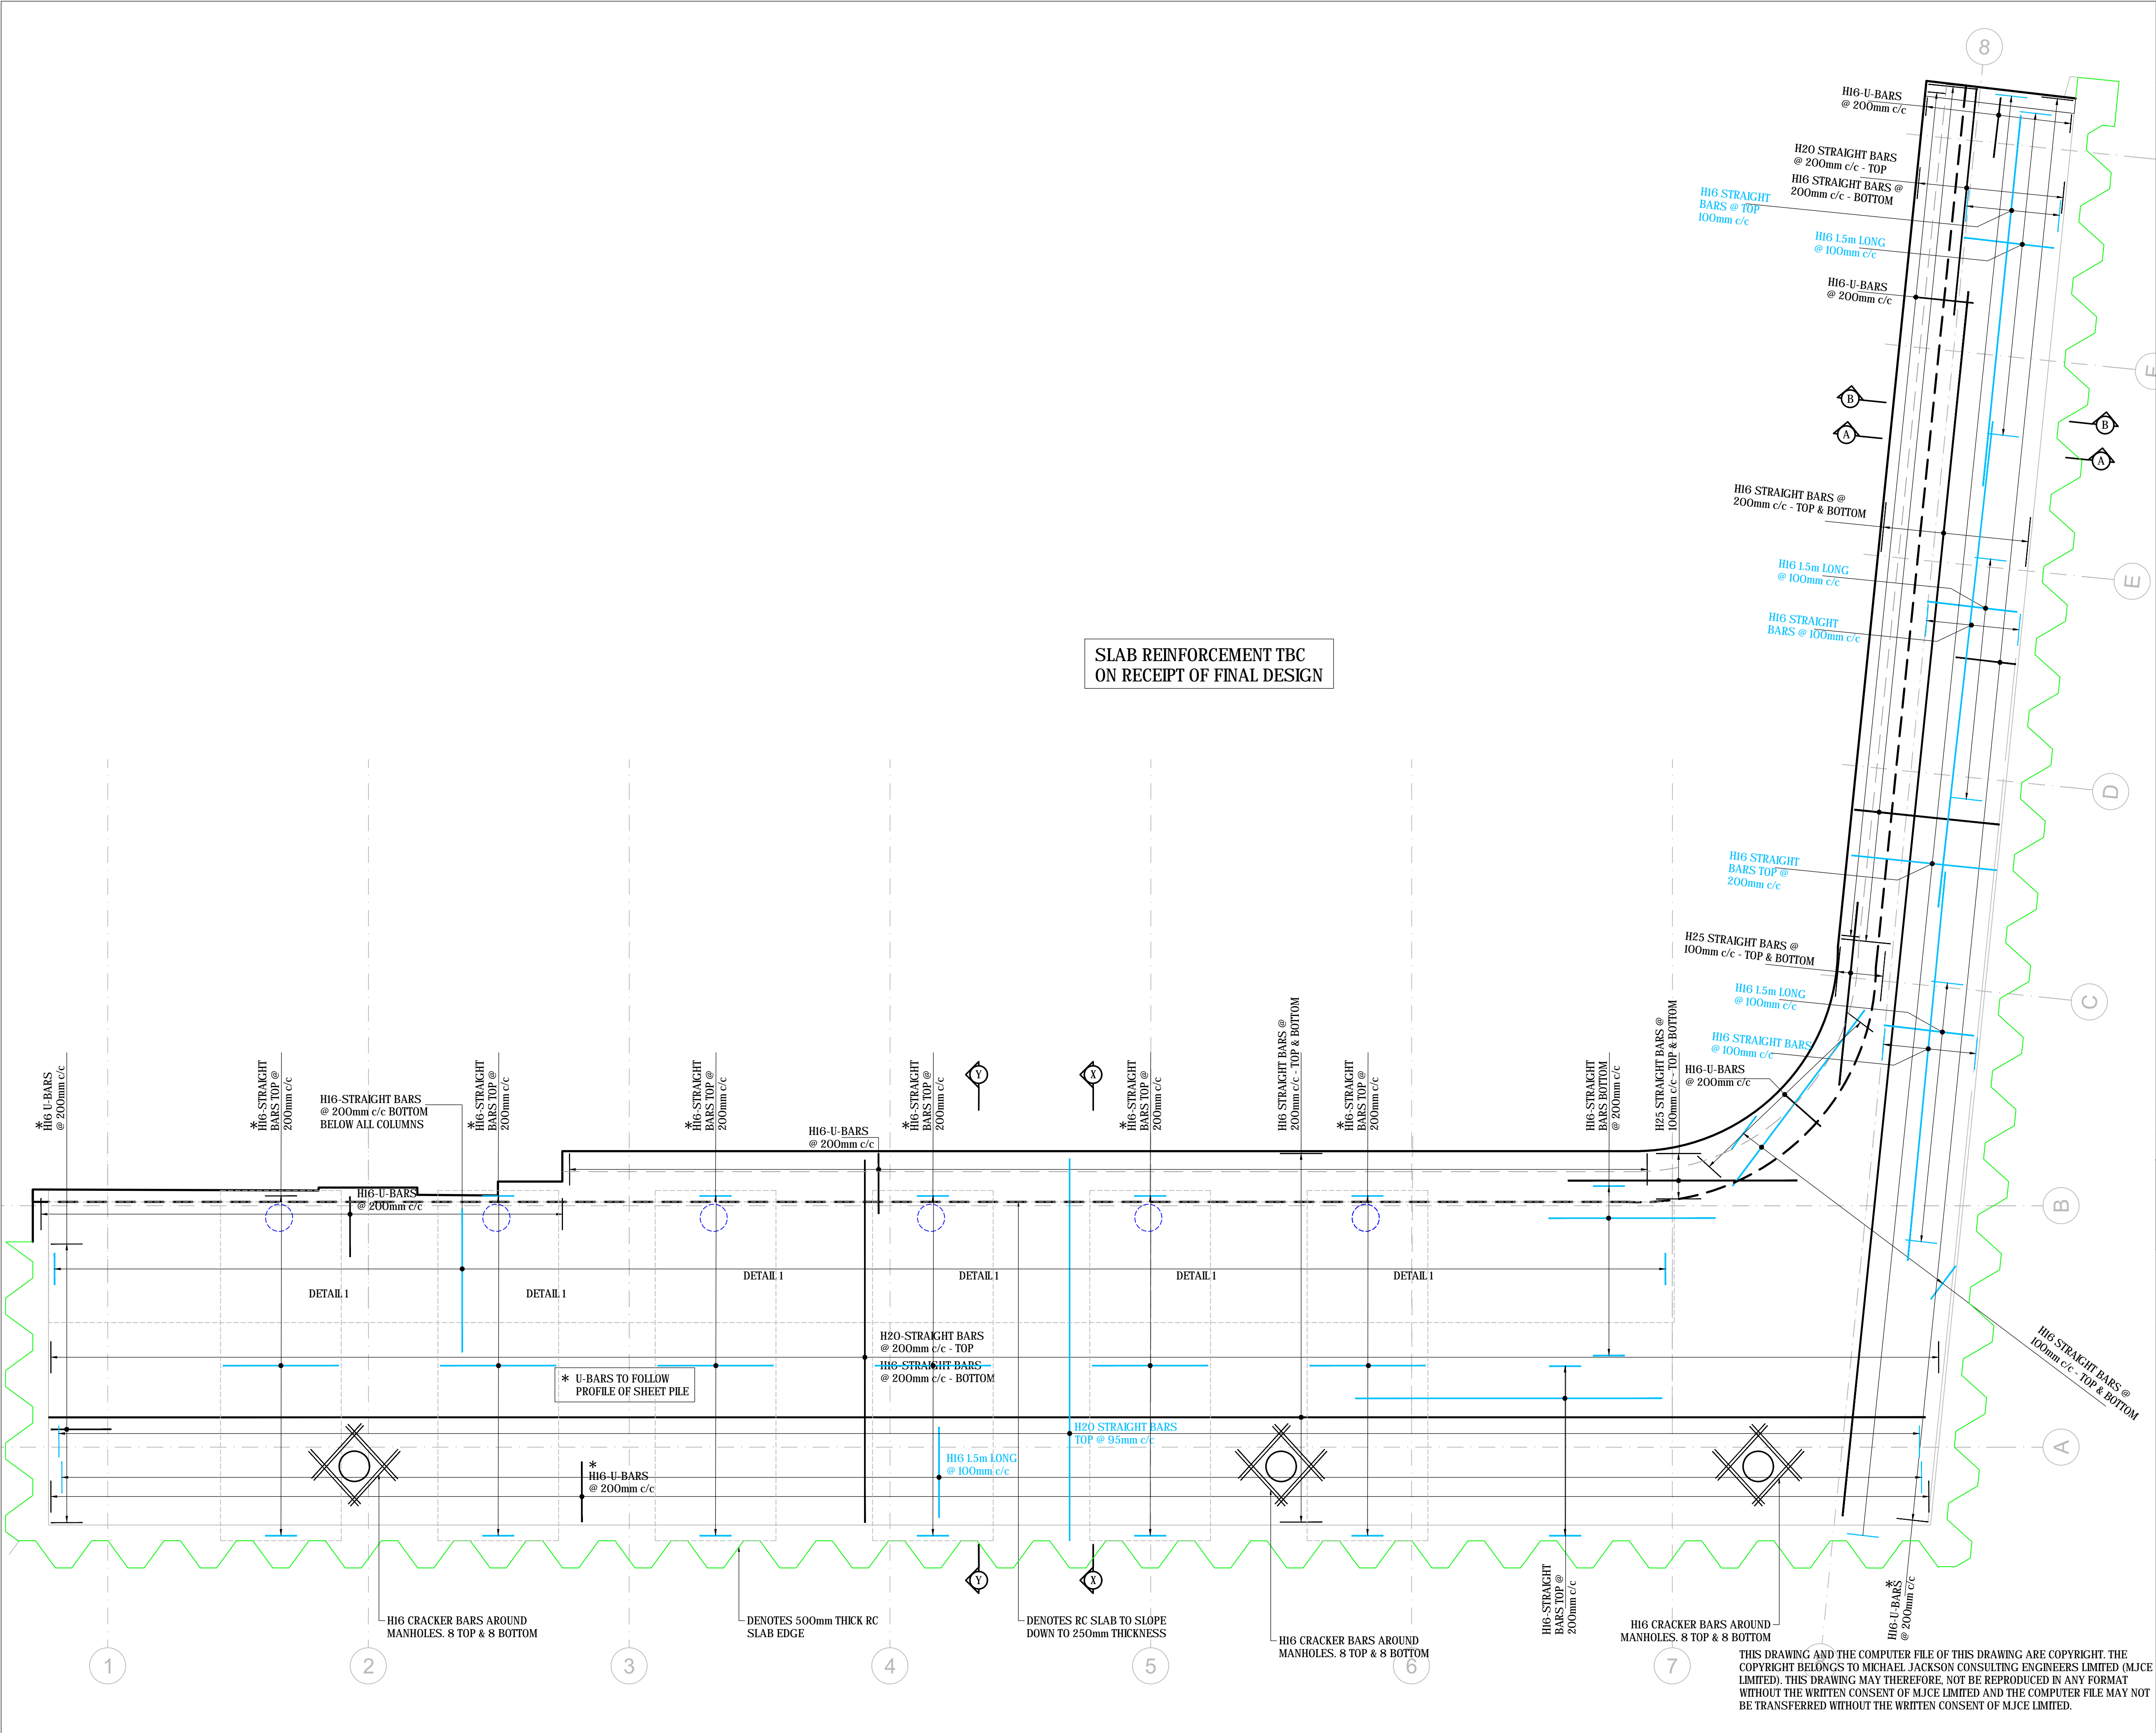 8
H16-U-BARS
@ 200mm c/c
H20 STRAIGHT BARS
@ 200mm c/c - TOP
H16 STRAIGHT BARS @
200mm c/c - BOTTOM
H16 STRAIGHT
BARS @ TOP
100mm c/c
H16 1.5m LONG
@ 100mm c/c
H16-U-BARS
@ 200mm c/c
B
A
B
A
H16 STRAIGHT BARS @
200mm c/c - TOP & BOTTOM
H16 1.5m LONG
@ 100mm c/c
E
H16 STRAIGHT
BARS @ 100mm c/c
SLAB REINFORCEMENT TBC
ON RECEIPT OF FINAL DESIGN
D
H16 STRAIGHT
BARS TOP @
200mm c/c
H25 STRAIGHT BARS @
100mm c/c - TOP & BOTTOM
H16 1.5m LONG
@ 100mm c/c
C
H16 STRAIGHT BARS
@ 100mm c/c
H16-U-BARS
@ 200mm c/c
* H16 U-BARS
@ 200mm c/c
* H16-STRAIGHT
BARS TOP @
200mm c/c
H16-STRAIGHT BARS
@ 200mm c/c BOTTOM
BELOW ALL COLUMNS
* H16-STRAIGHT
BARS TOP @
200mm c/c
* H16-STRAIGHT
BARS TOP @
200mm c/c
H16-U-BARS
@ 200mm c/c
* H16-STRAIGHT
BARS TOP @
200mm c/c
Y
X
* H16-STRAIGHT
BARS TOP @
200mm c/c
H16 STRAIGHT BARS @
200mm c/c - TOP & BOTTOM
* H16-STRAIGHT
BARS TOP @
200mm c/c
H16-STRAIGHT
BARS BOTTOM
@ 200mm c/c
H25 STRAIGHT BARS @
100mm c/c - TOP & BOTTOM
H16-U-BARS
@ 200mm c/c
B
DETAIL 1
DETAIL 1
DETAIL 1
DETAIL 1
DETAIL 1
DETAIL 1
H20-STRAIGHT BARS
@ 200mm c/c - TOP
H16-STRAIGHT BARS
@ 200mm c/c - BOTTOM
* U-BARS TO FOLLOW
PROFILE OF SHEET PILE
H16 STRAIGHT BARS @
100mm c/c - TOP & BOTTOM
H20 STRAIGHT BARS
TOP @ 95mm c/c
A
H16 1.5m LONG
@ 100mm c/c
*
H16-U-BARS
@ 200mm c/c
Y
X
H16-STRAIGHT
BARS TOP @
200mm c/c
* H16-U-BARS
@ 200mm c/c
H16 CRACKER BARS AROUND
MANHOLES. 8 TOP & 8 BOTTOM
DENOTES 500mm THICK RC
SLAB EDGE
DENOTES RC SLAB TO SLOPE
DOWN TO 250mm THICKNESS
H16 CRACKER BARS AROUND
MANHOLES. 8 TOP & 8 BOTTOM
H16 CRACKER BARS AROUND
MANHOLES. 8 TOP & 8 BOTTOM
1
2
3
4
5
6
7
THIS DRAWING AND THE COMPUTER FILE OF THIS DRAWING ARE COPYRIGHT. THE
COPYRIGHT BELONGS TO MICHAEL JACKSON CONSULTING ENGINEERS LIMITED (MJCE
LIMITED). THIS DRAWING MAY THEREFORE, NOT BE REPRODUCED IN ANY FORMAT
WITHOUT THE WRITTEN CONSENT OF MJCE LIMITED AND THE COMPUTER FILE MAY NOT
BE TRANSFERRED WITHOUT THE WRITTEN CONSENT OF MJCE LIMITED.